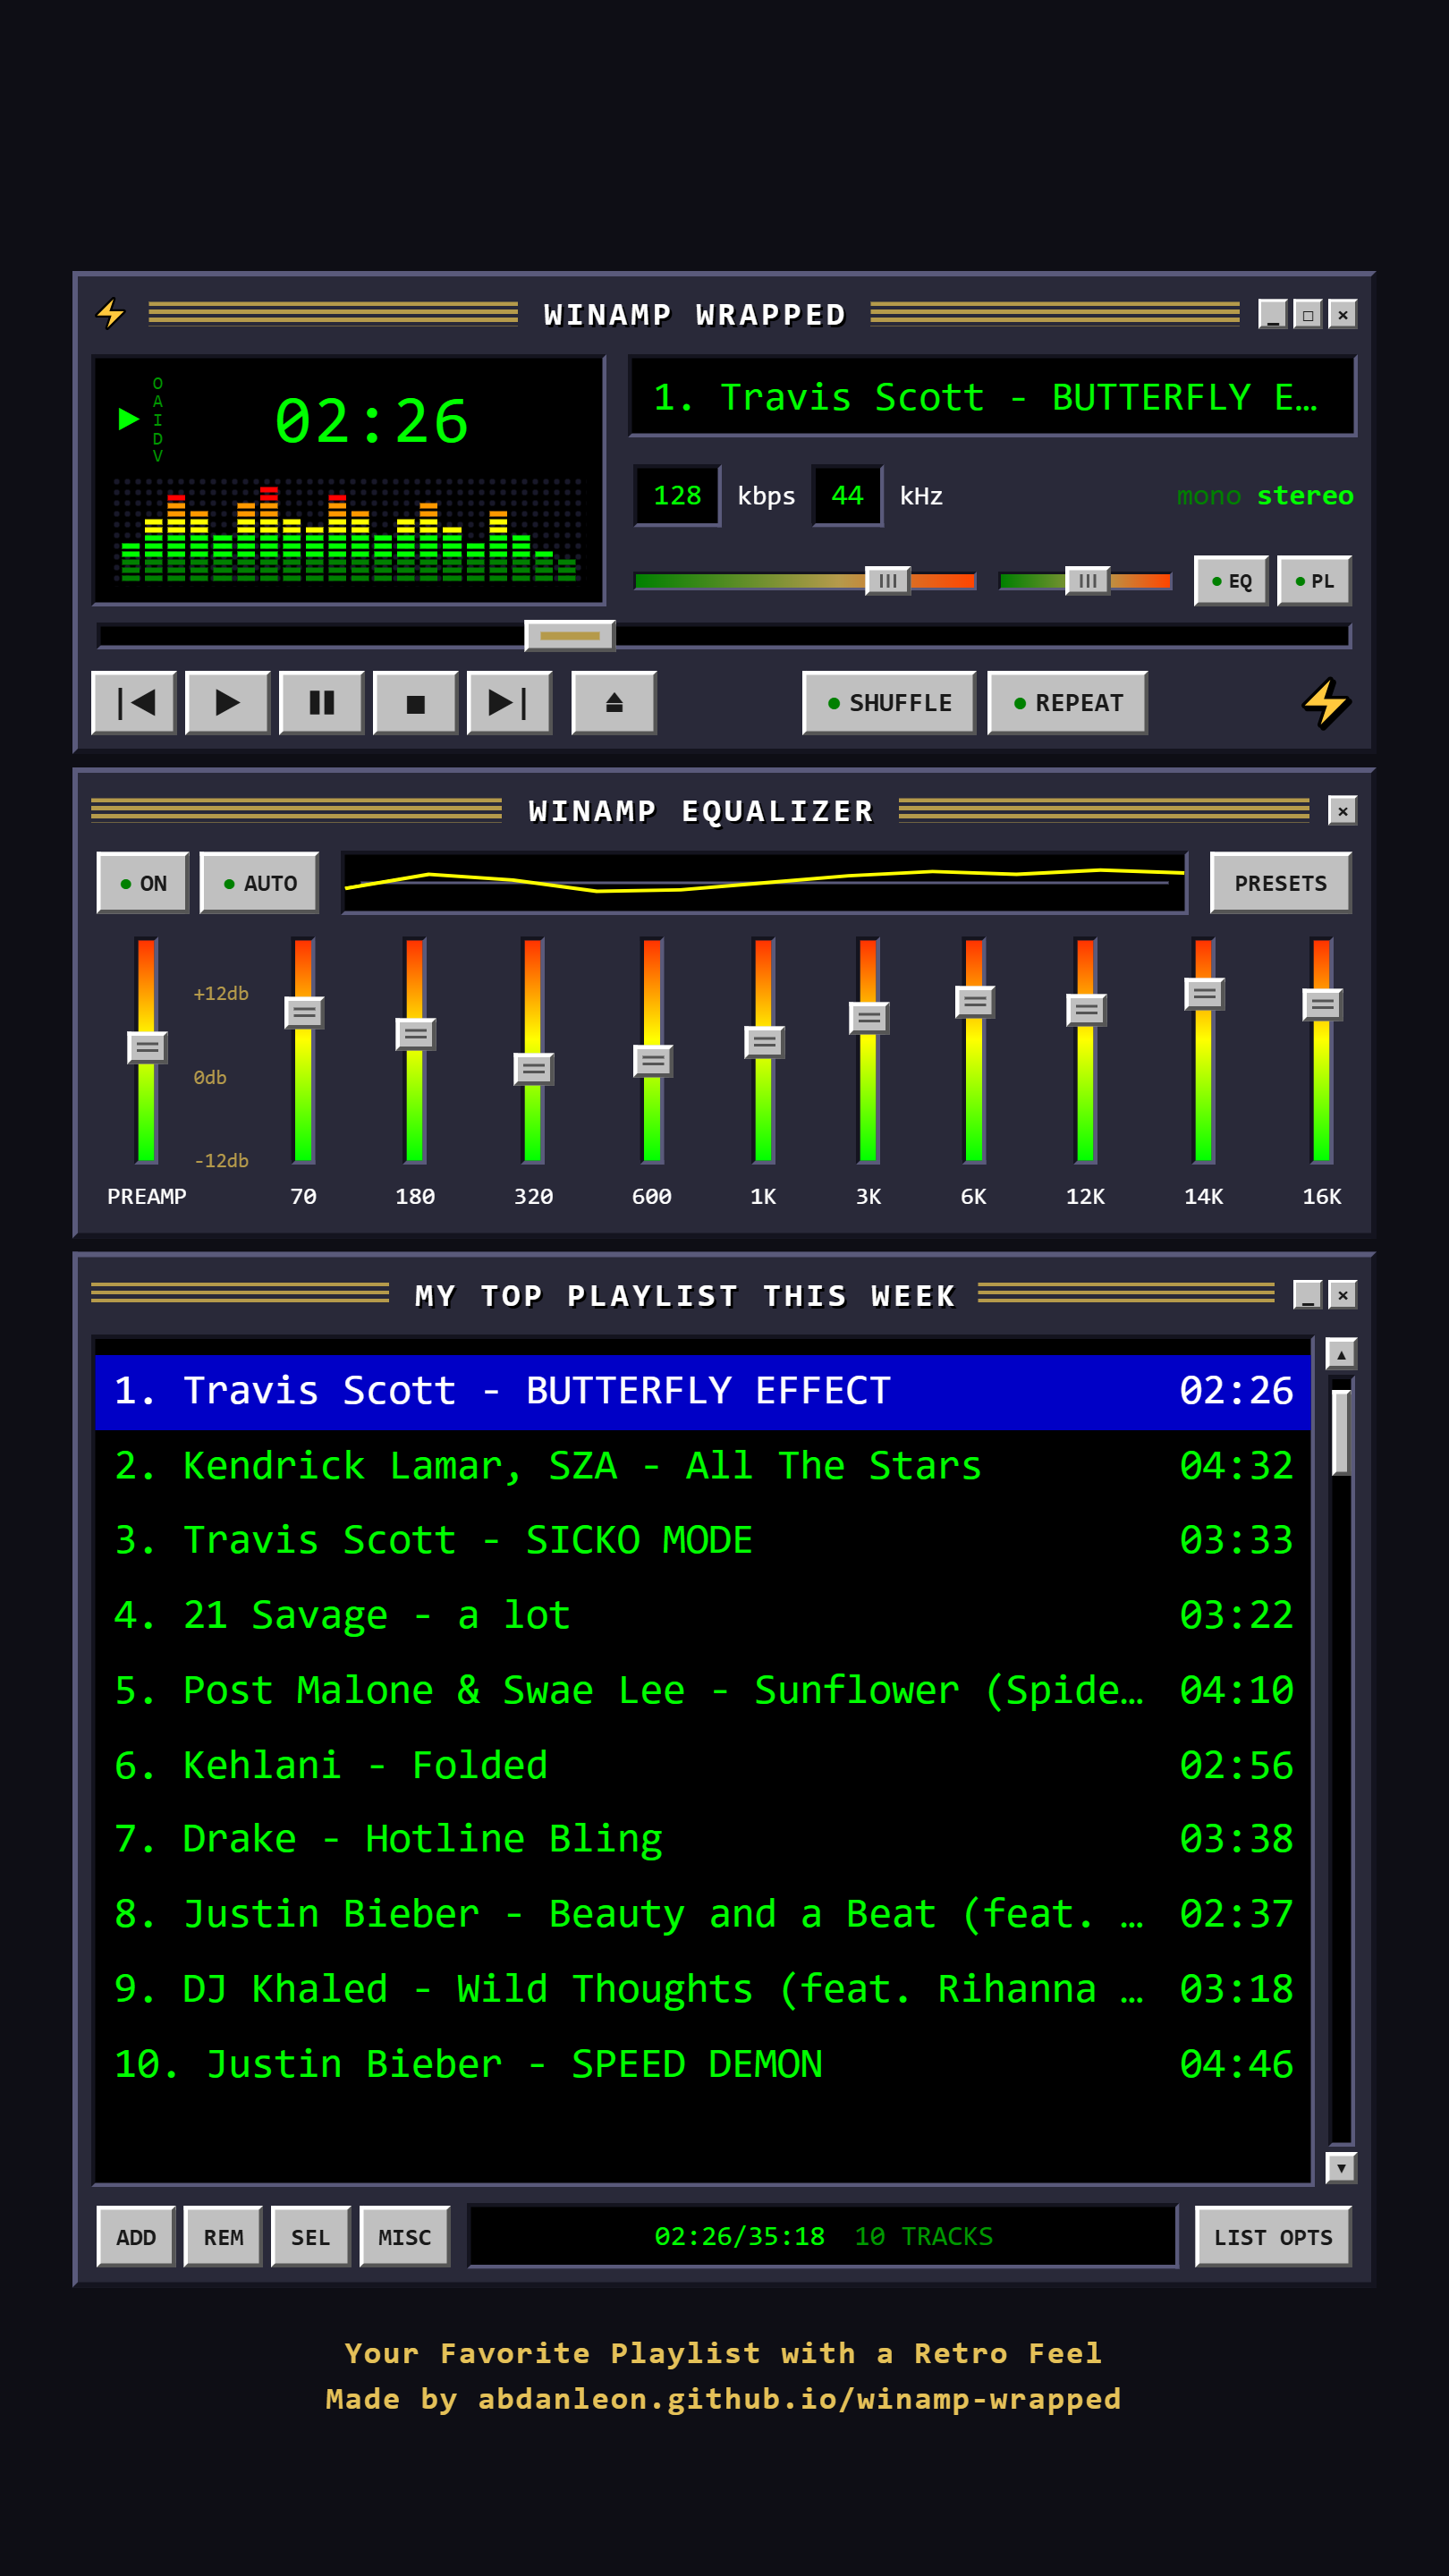 WINAMP WRAPPED
_ □ ×
O
A
I
D
V
02:26
1. Travis Scott - BUTTERFLY E…
128 kbps 44 kHz mono stereo
EQ PL
SHUFFLE REPEAT
WINAMP EQUALIZER
×
ON AUTO PRESETS
+12db
0db
-12db
PREAMP 70 180 320 600 1K 3K 6K 12K 14K 16K
MY TOP PLAYLIST THIS WEEK
_ ×
1. Travis Scott - BUTTERFLY EFFECT 02:26
2. Kendrick Lamar, SZA - All The Stars 04:32
3. Travis Scott - SICKO MODE 03:33
4. 21 Savage - a lot 03:22
5. Post Malone & Swae Lee - Sunflower (Spide… 04:10
6. Kehlani - Folded 02:56
7. Drake - Hotline Bling 03:38
8. Justin Bieber - Beauty and a Beat (feat. … 02:37
9. DJ Khaled - Wild Thoughts (feat. Rihanna … 03:18
10. Justin Bieber - SPEED DEMON 04:46
ADD REM SEL MISC 02:26/35:18 10 TRACKS LIST OPTS
Your Favorite Playlist with a Retro Feel
Made by abdanleon.github.io/winamp-wrapped